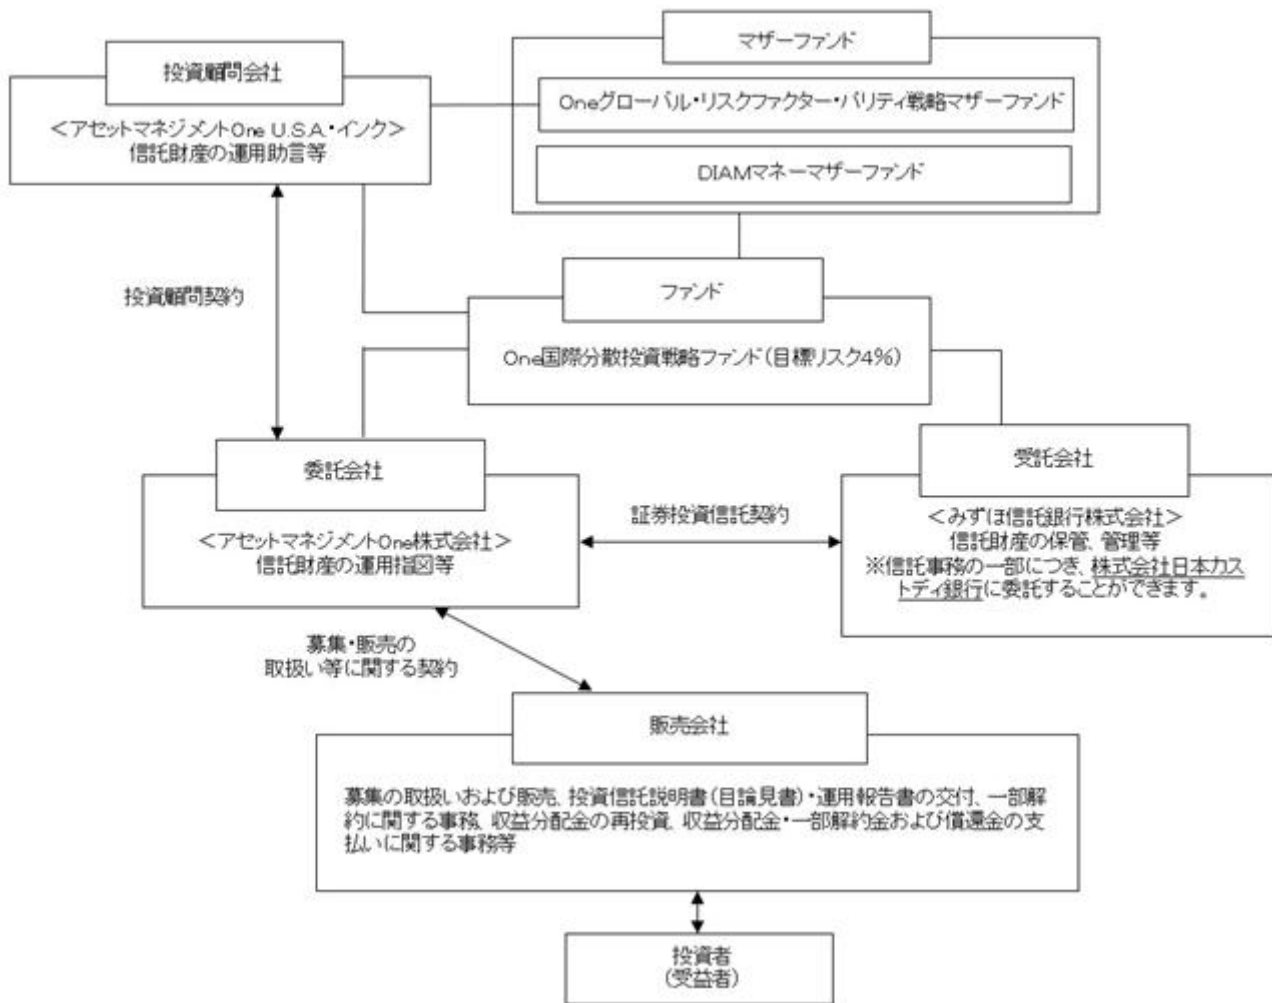 マザーファンド
投資顧問会社
Oneグローバル・リスクファクター・パリティ戦略マザーファンド
＜アセットマネジメントOne U.S.A.・インク＞
信託財産の運用助言等
DIAMマネーマザーファンド
ファンド
投資顧問契約
One国際分散投資戦略ファンド(目標リスク4％)
委託会社
受託会社
証券投資信託契約
＜アセットマネジメントOne株式会社＞
信託財産の運用指図等
＜みずほ信託銀行株式会社＞
信託財産の保管、管理等
※信託事務の一部につき、株式会社日本カス
トディ銀行に委託することができます。
募集・販売の
取扱い等に関する契約
販売会社
募集の取扱いおよび販売、投資信託説明書(目論見書)・運用報告書の交付、一部解
約に関する事務、収益分配金の再投資、収益分配金・一部解約金および償還金の支
払いに関する事務等
投資者
(受益者)